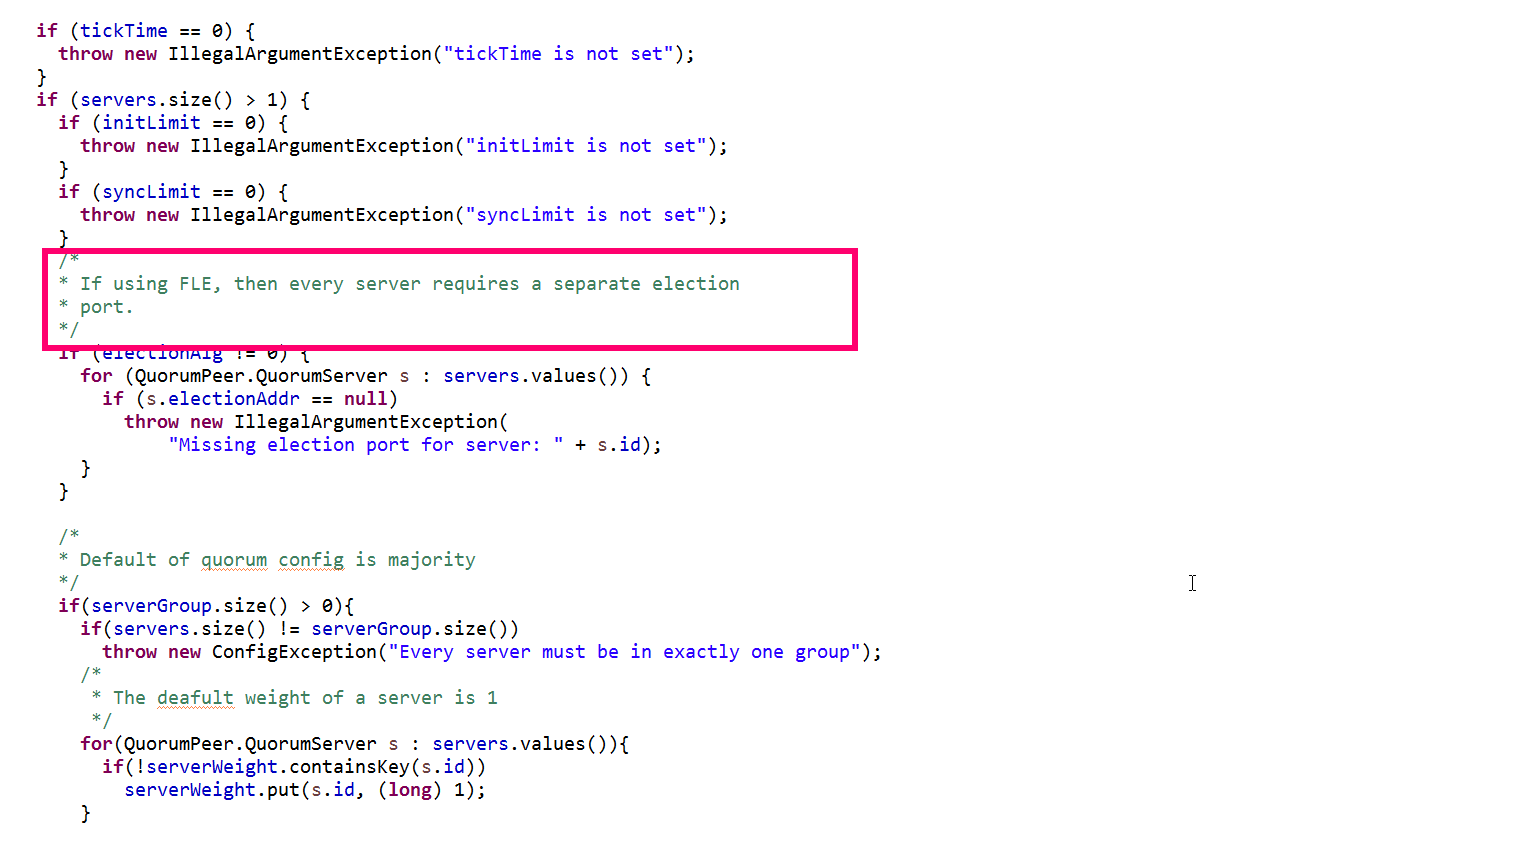 if (tickTime == 0) {
throw new IllegalArgumentException("tickTime is not set");
}
if (servers.size() > 1) {
if (initLimit == 0) {
throw new IllegalArgumentException("initLimit is not set");
}
if (syncLimit == 0) {
throw new IllegalArgumentException("syncLimit is not set");
}
/*
* If using FLE, then every server requires a separate election
* port.
*/
if (electionAlg != 0) {
for (QuorumPeer.QuorumServer s : servers.values()) {
if (s.electionAddr == null)
throw new IllegalArgumentException(
"Missing election port for server: " + s.id);
}
}
/*
* Default of quorum config is majority
*/
if(serverGroup.size() > 0){
if(servers.size() != serverGroup.size())
throw new ConfigException("Every server must be in exactly one group");
/*
* The deafult weight of a server is 1
*/
for(QuorumPeer.QuorumServer s : servers.values()){
if(!serverWeight.containsKey(s.id))
serverWeight.put(s.id, (long) 1);
}